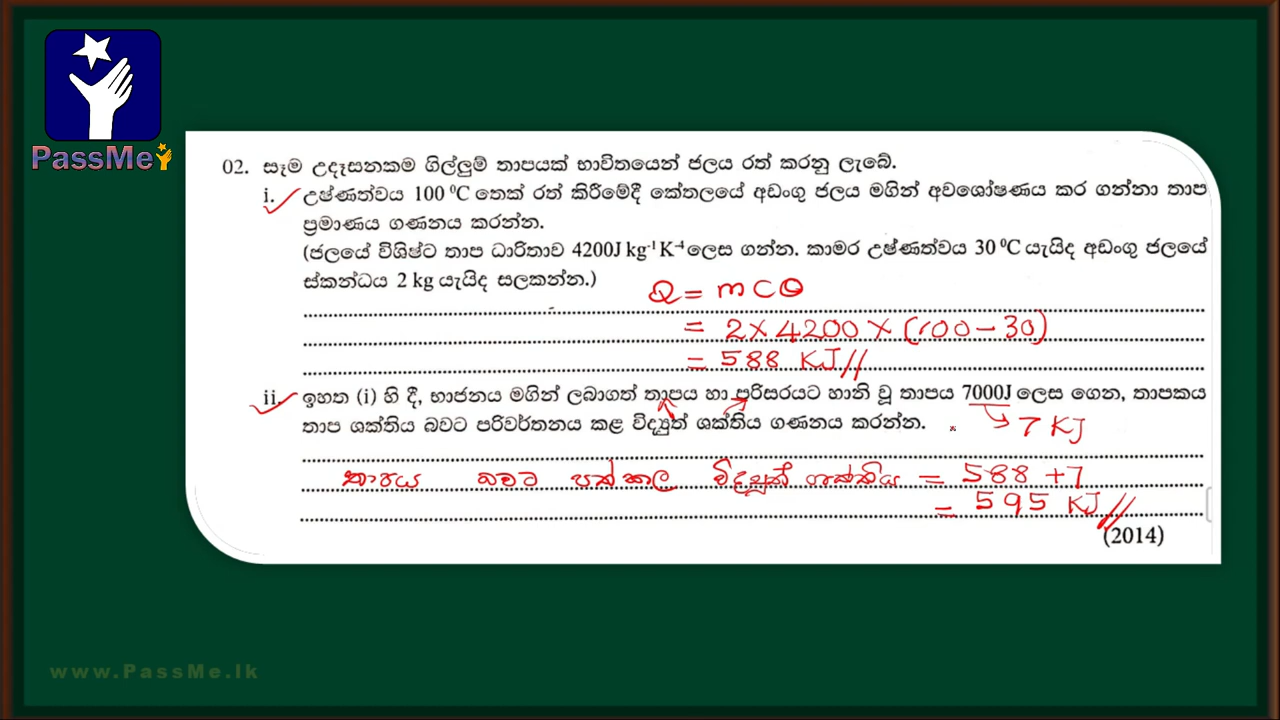 PassMe
02. සෑම උදෑසනකම ගිල්ලුම් තාපයක් භාවිතයෙන් ජලය රත් කරනු ලැබේ.
i. උෂ්ණත්වය 100 ⁰C තෙක් රත් කිරීමේදී කේතලයේ අඩංගු ජලය මගින් අවශෝෂණය කර ගන්නා තාප
ප්‍රමාණය ගණනය කරන්න.
(ජලයේ විශිෂ්ට තාප ධාරිතාව 4200J kg⁻¹ K⁻¹ ලෙස ගන්න. කාමර උෂ්ණත්වය 30 ⁰C යැයිද අඩංගු ජලයේ
ස්කන්ධය 2 kg යැයිද සලකන්න.)
Q = mcθ
= 2 × 4200 × (100 – 30)
= 588 KJ//
ii. ඉහත (i) හි දී, භාජනය මගින් ලබාගත් තාපය හා පරිසරයට හානි වූ තාපය 7000J ලෙස ගෙන, තාපකය
තාප ශක්තිය බවට පරිවර්තනය කළ විද්‍යුත් ශක්තිය ගණනය කරන්න.
7 KJ
තාපය බවට පත්කල විද්‍යුත් ශක්තිය = 588 + 7
= 595 KJ//
(2014)
www.PassMe.lk